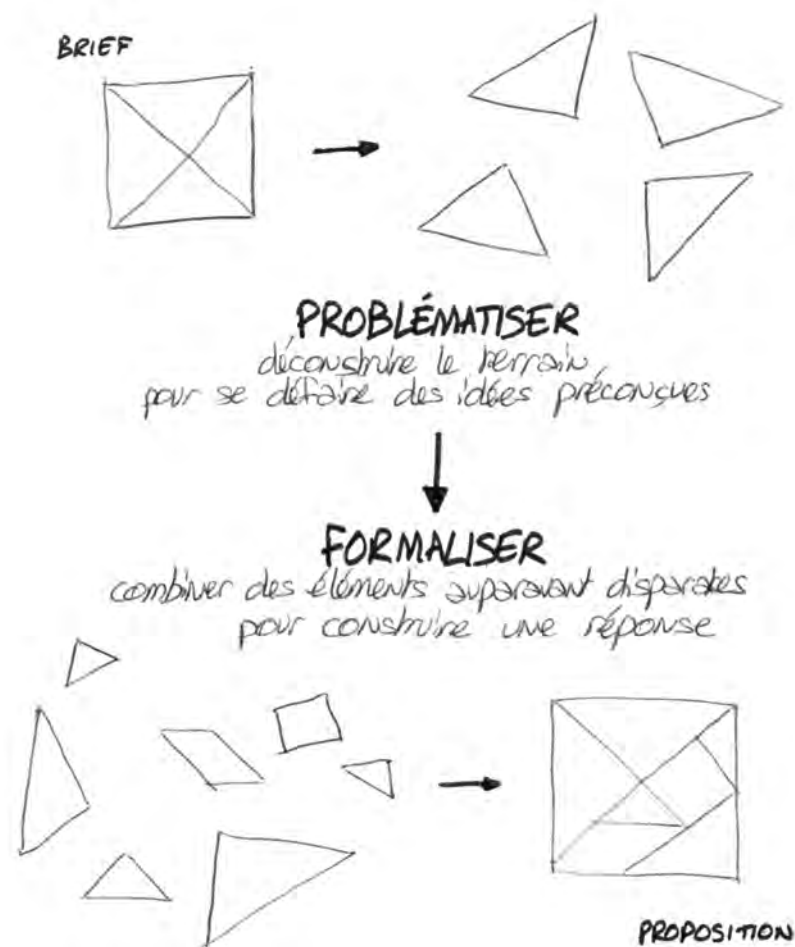 BRIEF
PROBLÉMATISER
déconstruire le terrain
pour se défaire des idées préconçues
FORMALISER
combiner des éléments auparavant disparates
pour construire une réponse
PROPOSITION